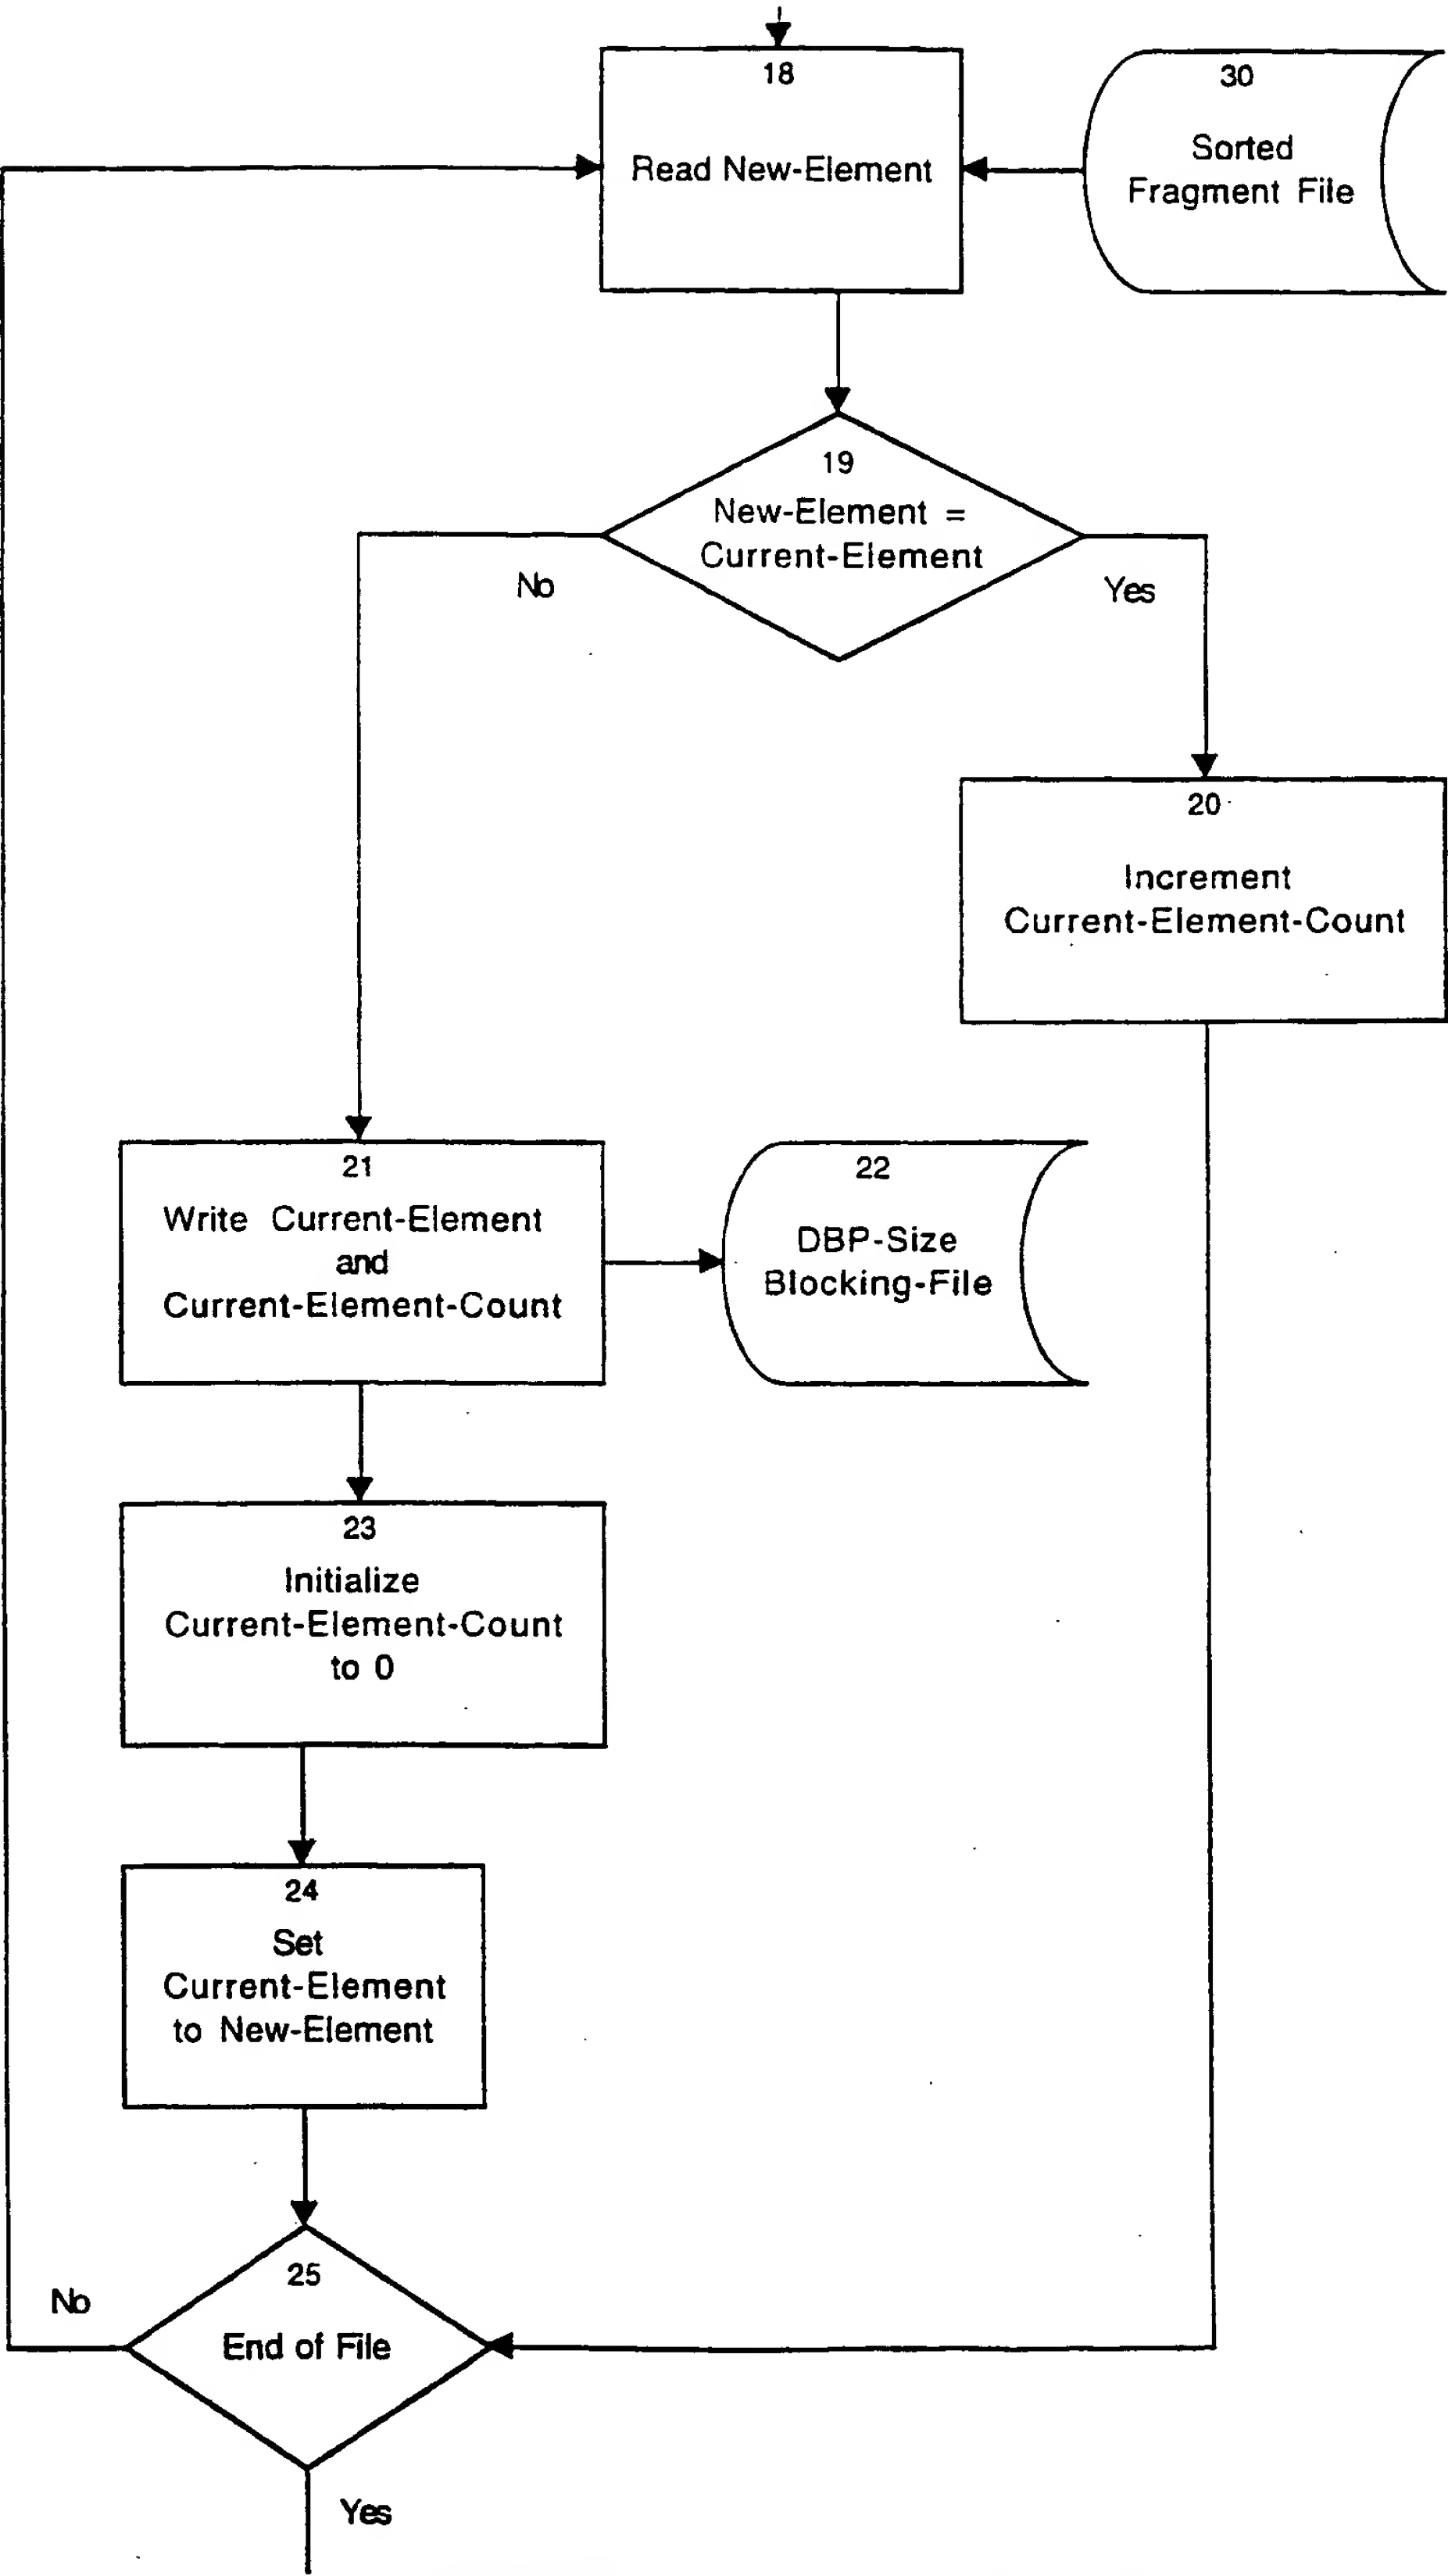 18
Read New-Element
30
Sorted
Fragment File
19
New-Element =
Current-Element
No
Yes
20
Increment
Current-Element-Count
21
Write Current-Element
and
Current-Element-Count
22
DBP-Size
Blocking-File
23
Initialize
Current-Element-Count
to 0
24
Set
Current-Element
to New-Element
25
End of File
No
Yes